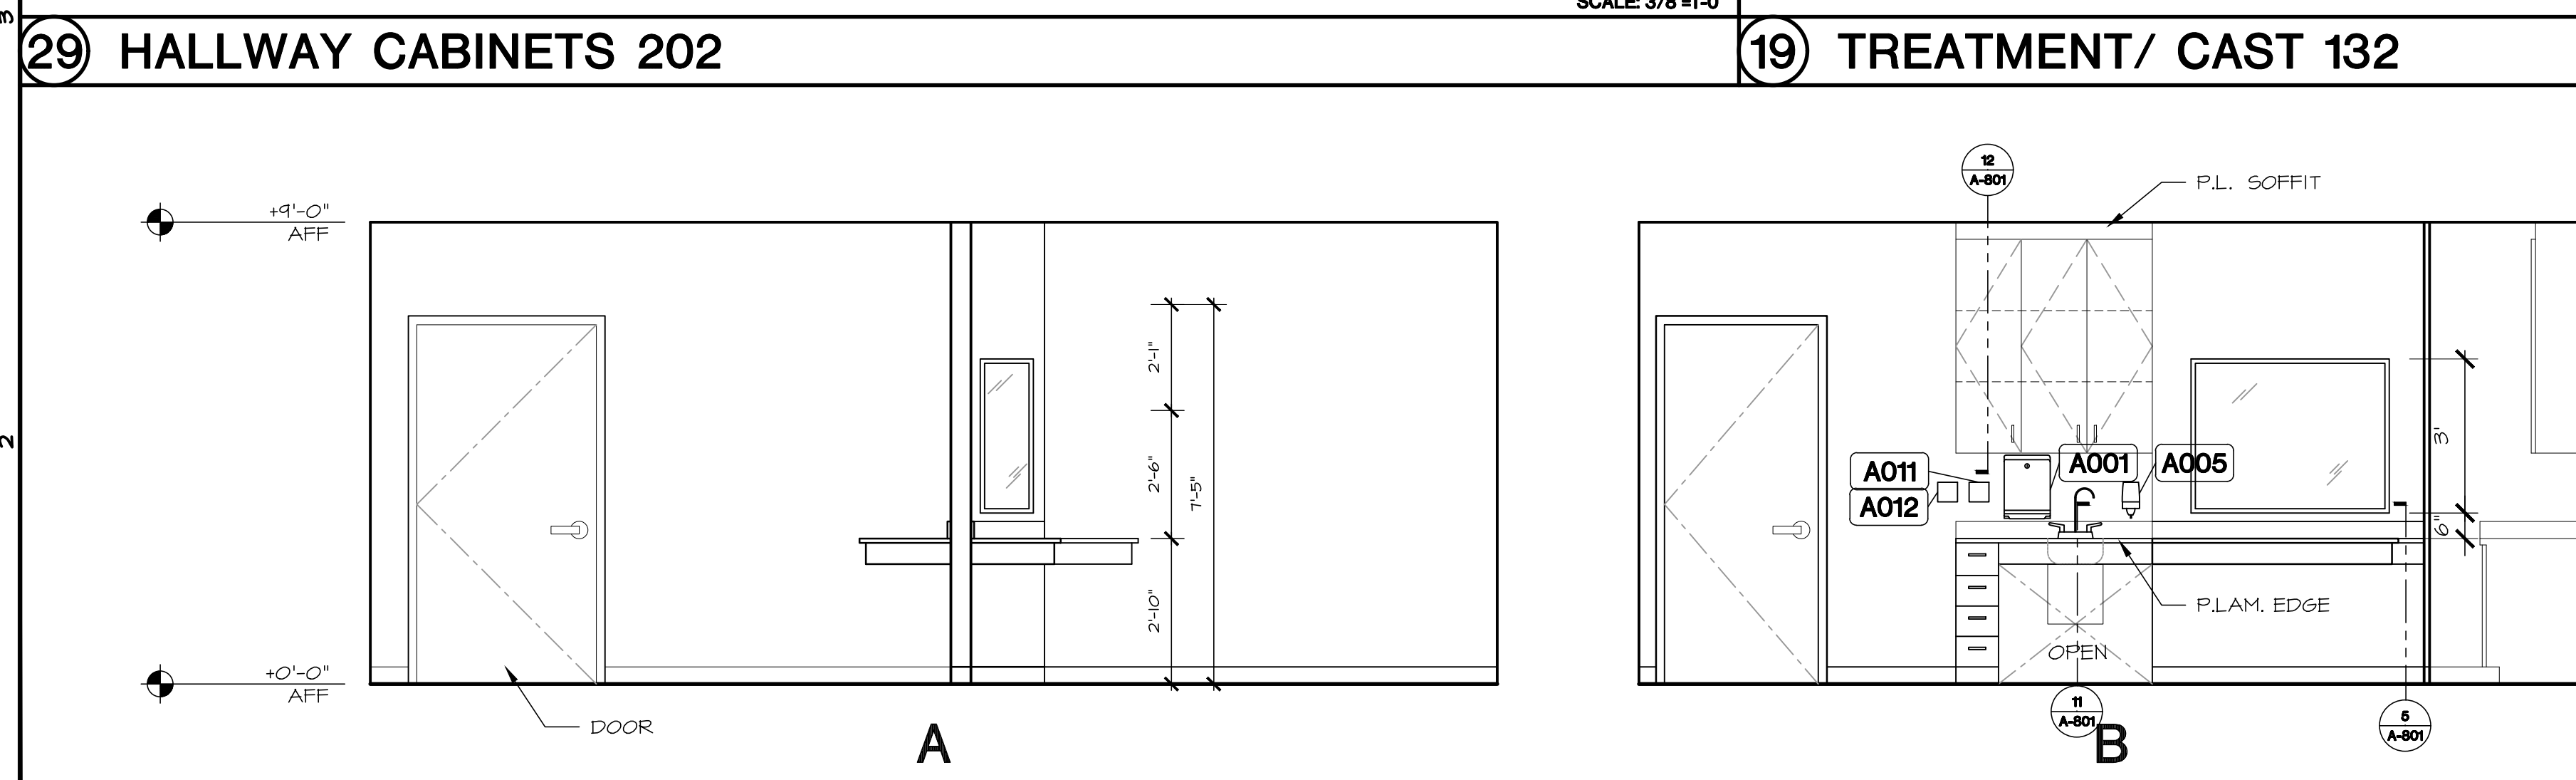 3
SCALE: 3/8"=1'-0
29 HALLWAY CABINETS 202
19 TREATMENT/ CAST 132
12
A-801
P.L. SOFFIT
+9'-0"
AFF
2'-1"
2
3'
A011
A001
A005
2'-6"
7'-5"
A012
6"
2'-10"
P.LAM. EDGE
OPEN
+0'-0"
AFF
DOOR
11
A-801
5
A-801
A
B